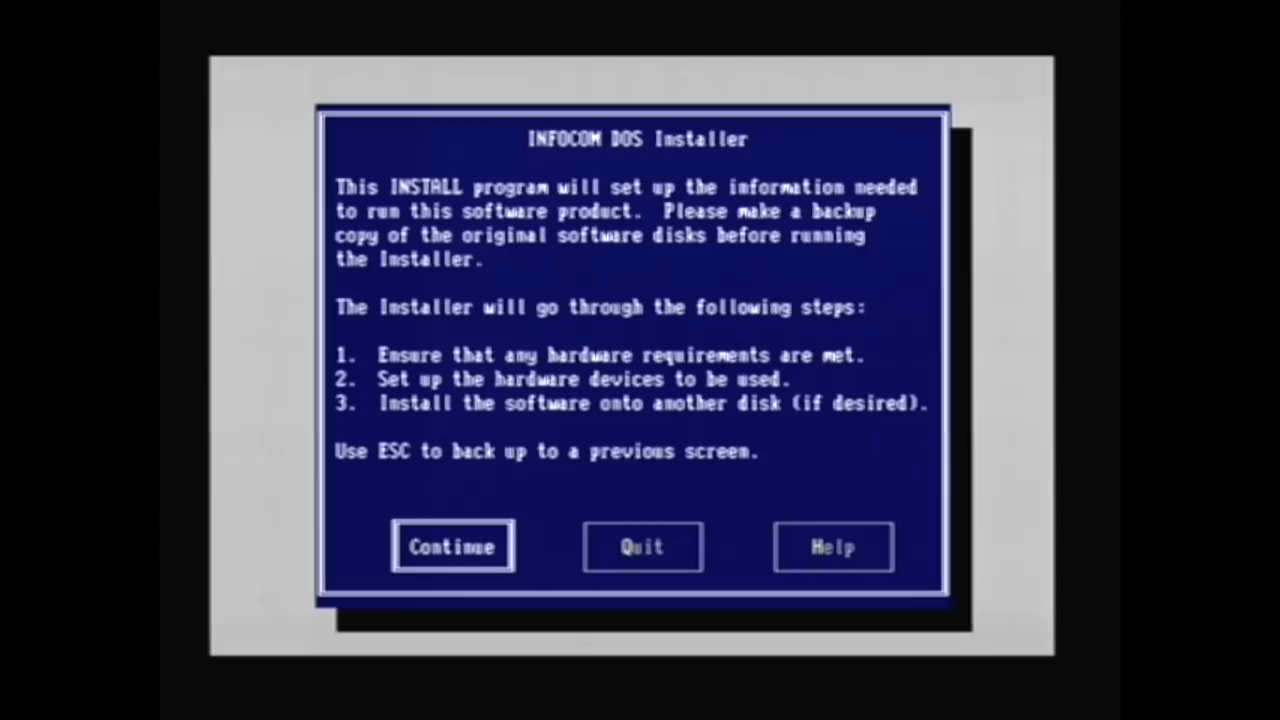 INFOCOM DOS Installer
This INSTALL program will set up the information needed
to run this software product.  Please make a backup
copy of the original software disks before running
the Installer.
The Installer will go through the following steps:
1.  Ensure that any hardware requirements are met.
2.  Set up the hardware devices to be used.
3.  Install the software onto another disk (if desired).
Use ESC to back up to a previous screen.
Continue Quit Help